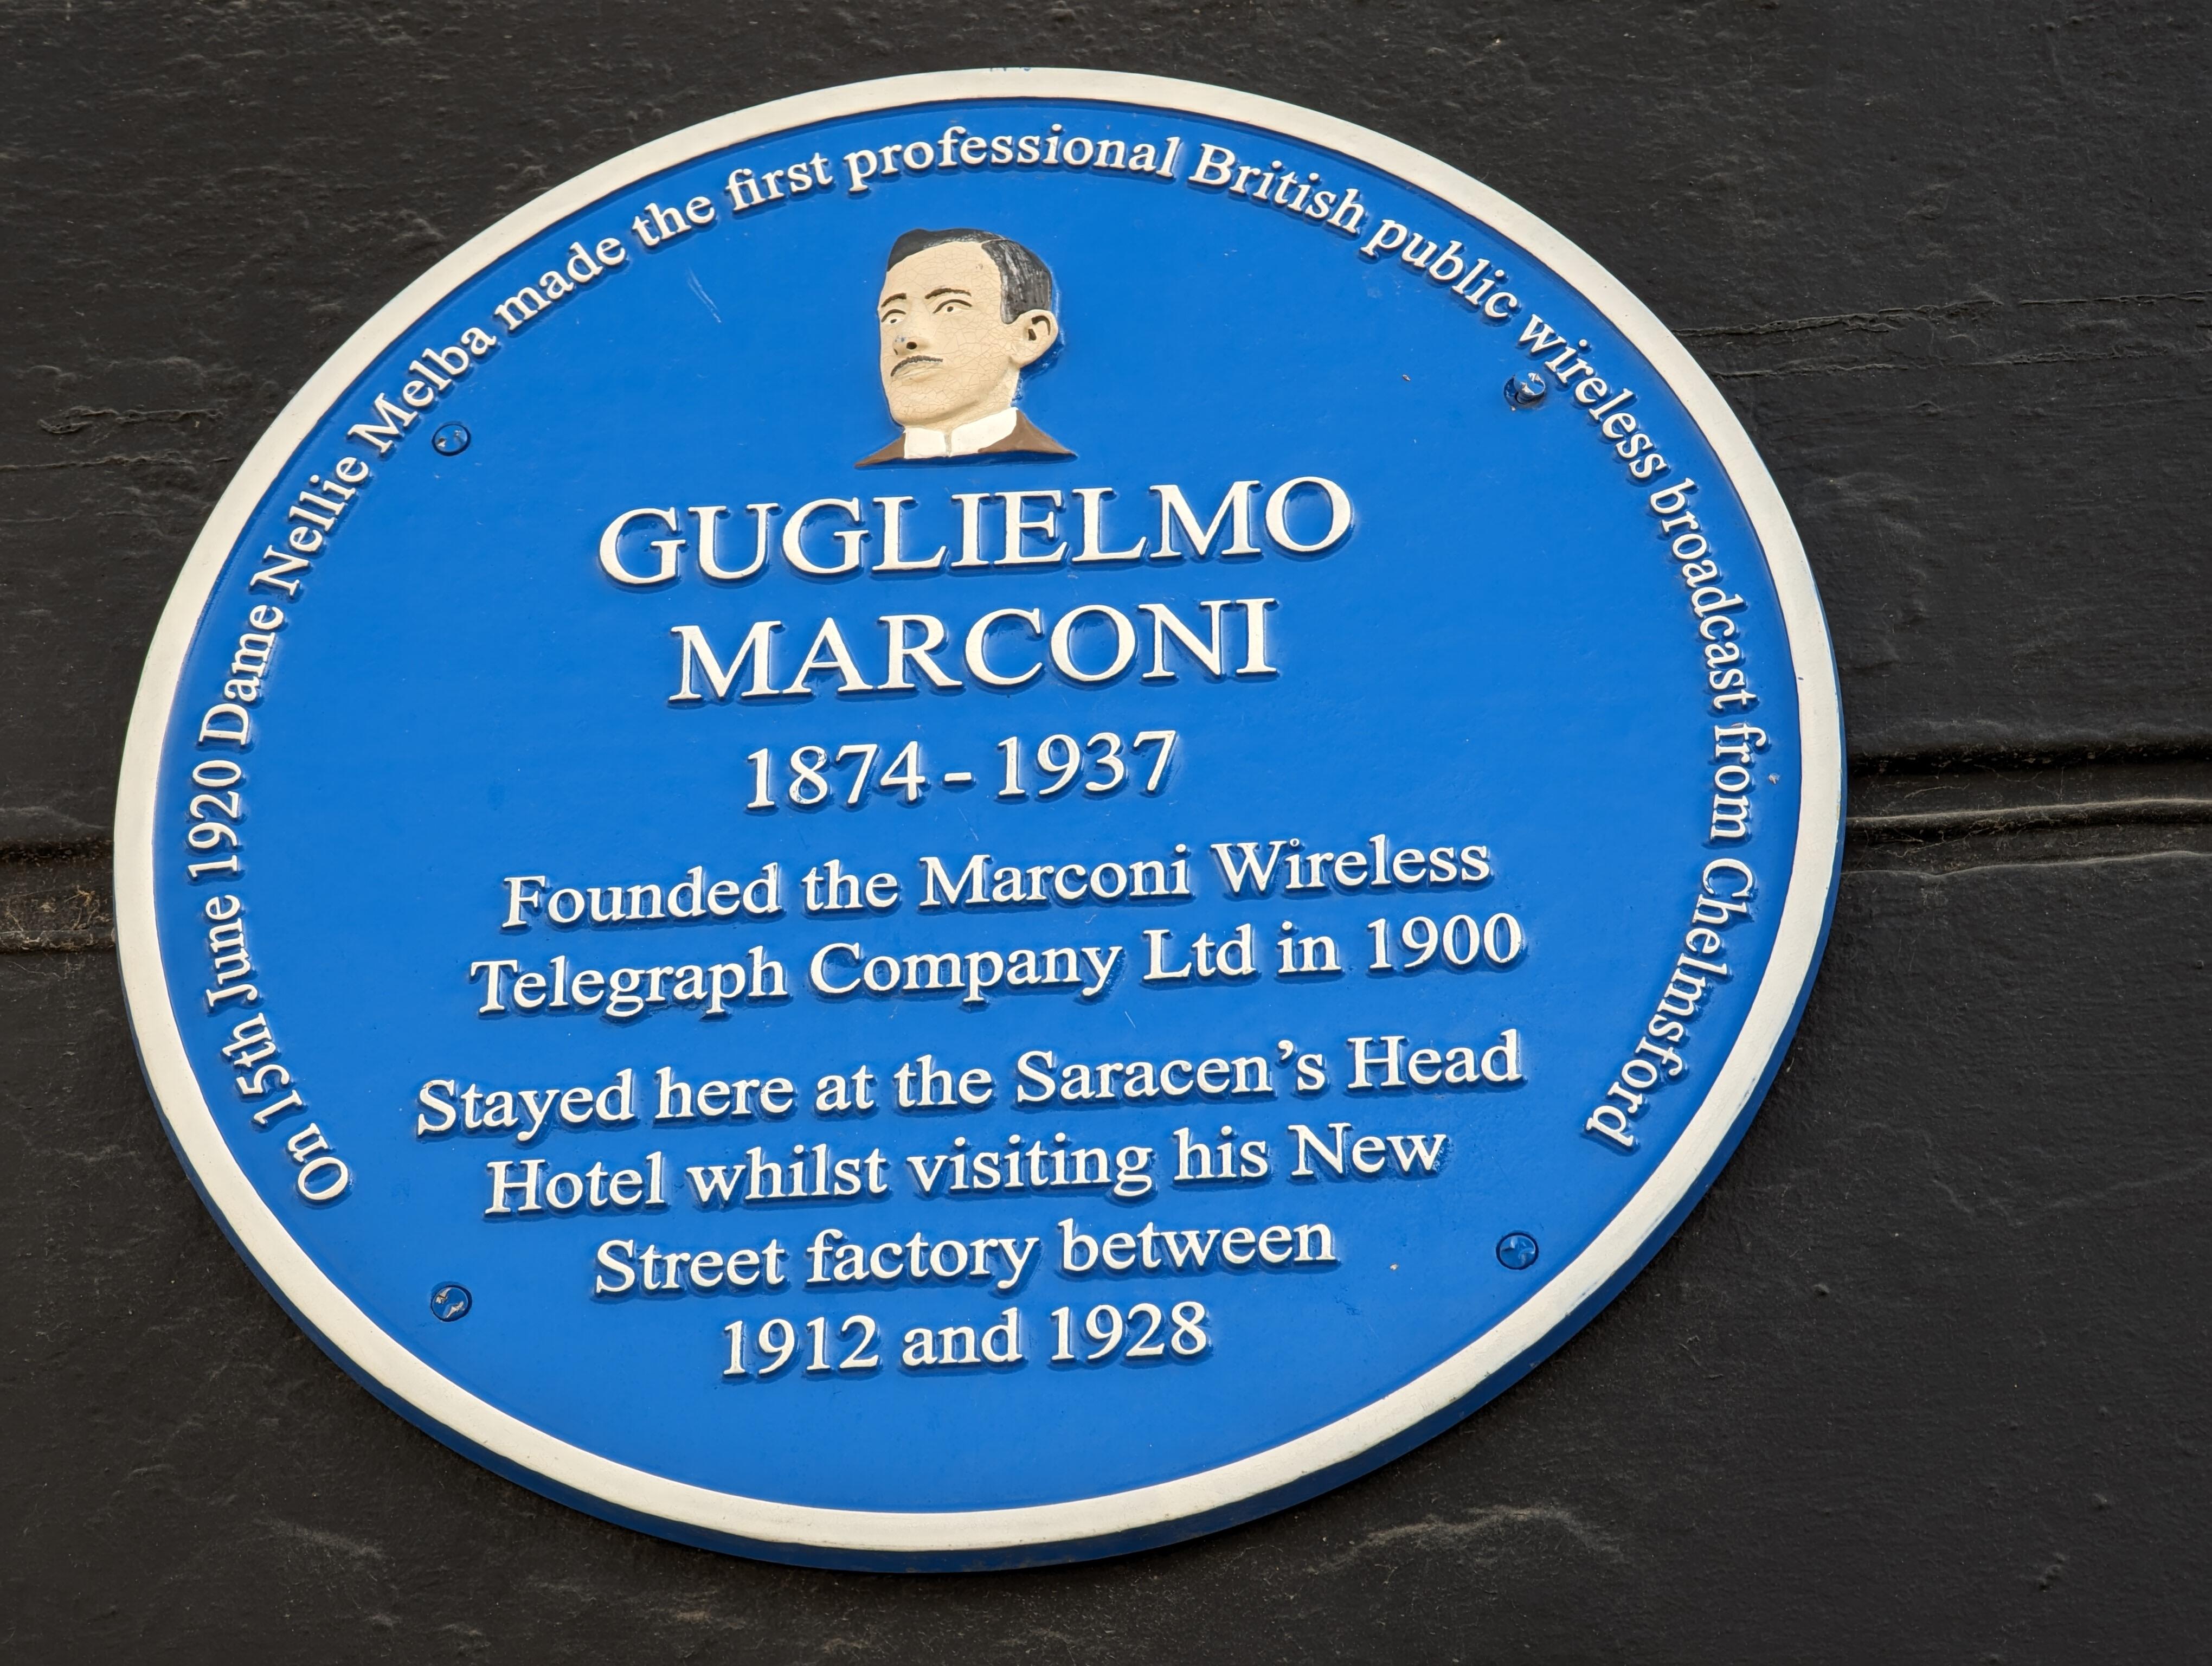 On 15th June 1920 Dame Nellie Melba made the first professional British public wireless broadcast from Chelmsford
GUGLIELMO
MARCONI
1874-1937
Founded the Marconi Wireless
Telegraph Company Ltd in 1900
Stayed here at the Saracen's Head
Hotel whilst visiting his New
Street factory between
1912 and 1928